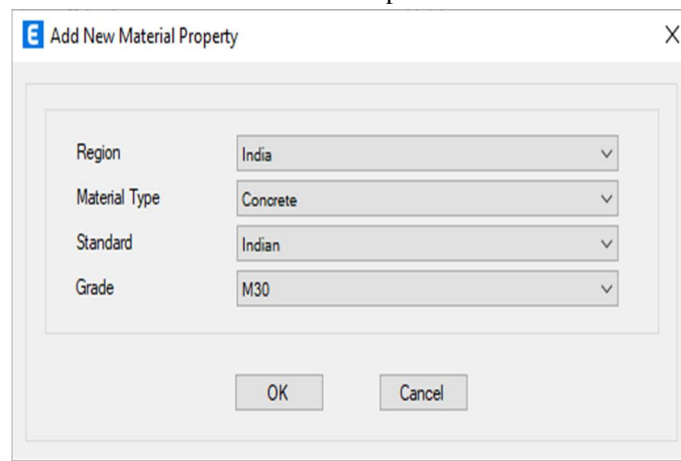 E Add New Material Property X
Region India
Material Type Concrete
Standard Indian
Grade M30
OK Cancel